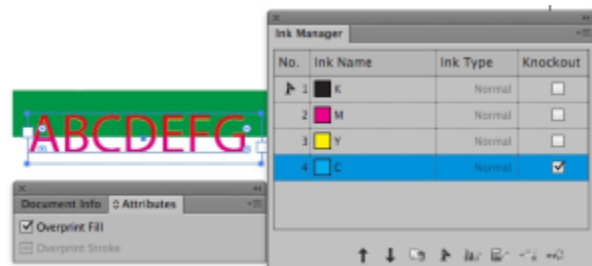 Ink Manager
No. Ink Name Ink Type Knockout
1 K Normal
2 M Normal
3 Y Normal
4 C Normal
ABCDEFG
Document Info Attributes
Overprint Fill
Overprint Stroke